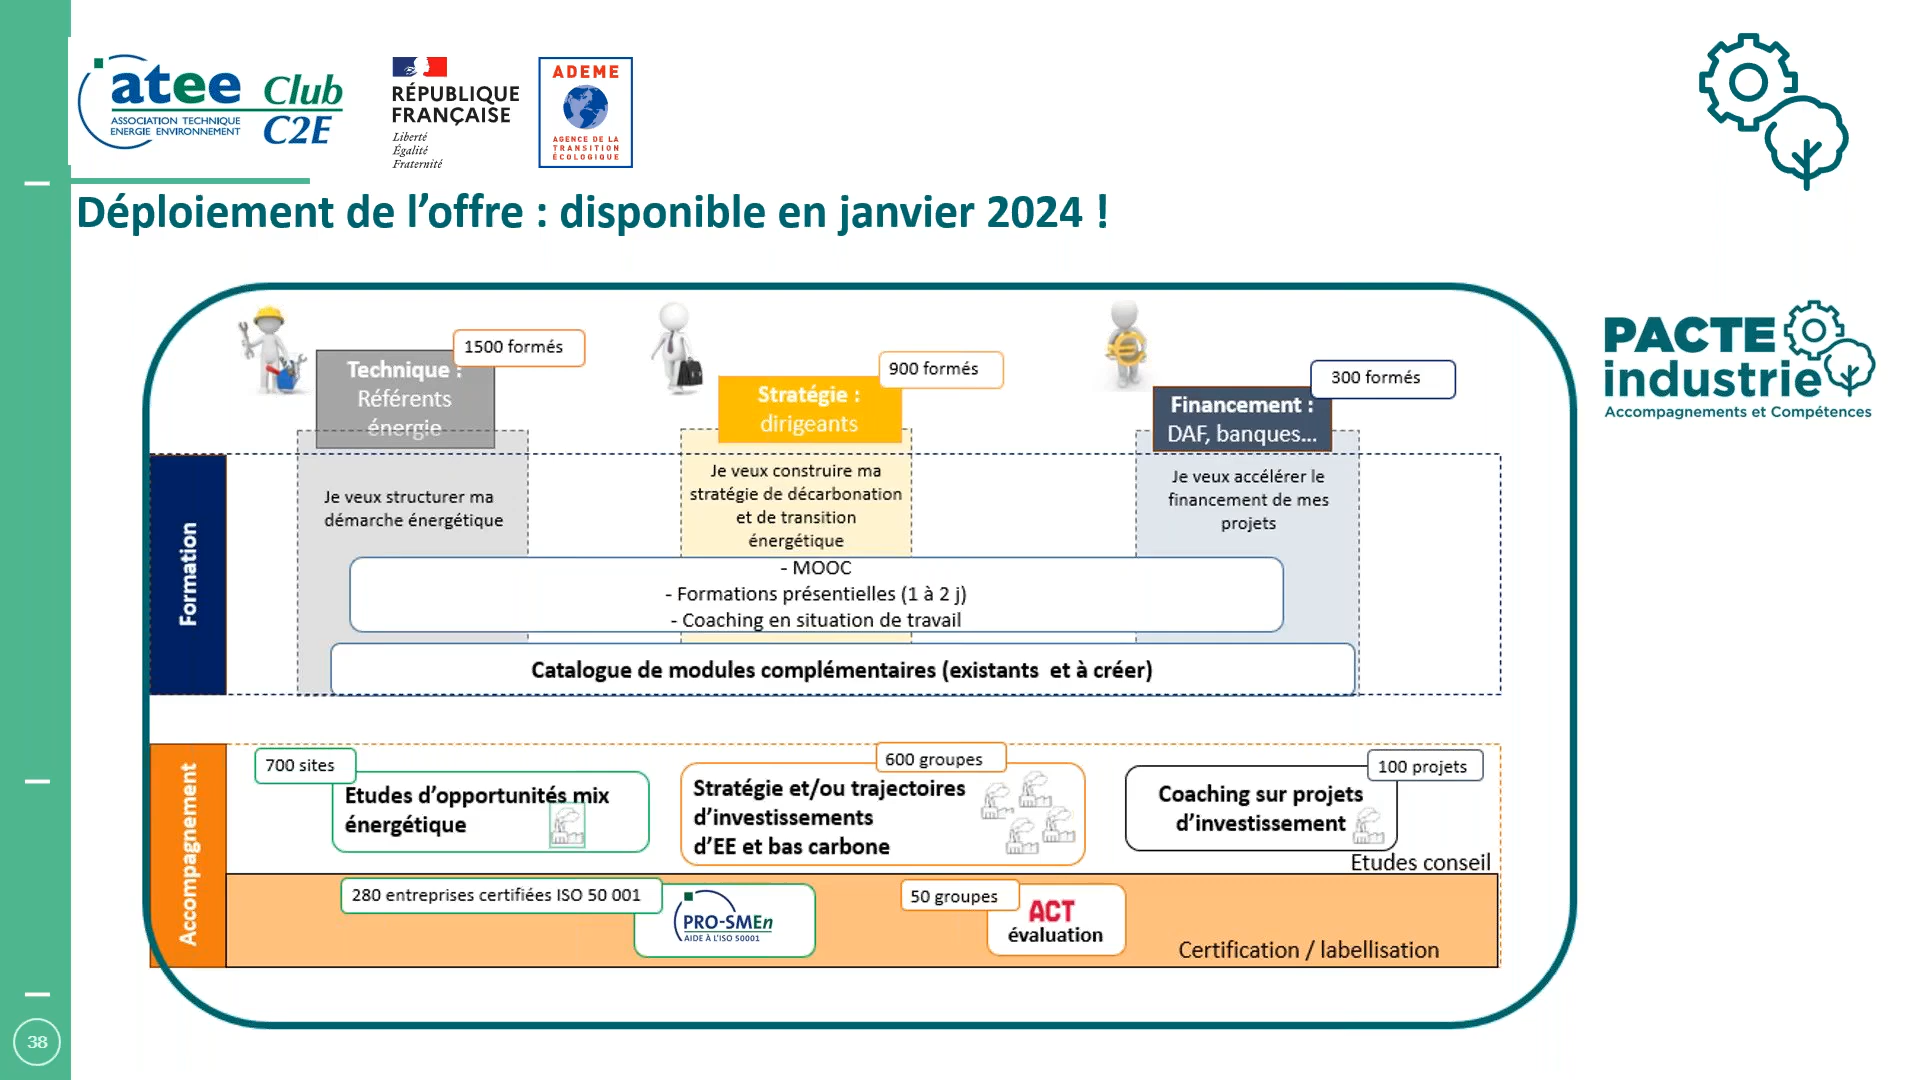 atee Club
ASSOCIATION TECHNIQUE
ENERGIE ENVIRONNEMENT
C2E
RÉPUBLIQUE
FRANÇAISE
Liberté
Égalité
Fraternité
ADEME
AGENCE DE LA
TRANSITION
ÉCOLOGIQUE
Déploiement de l’offre : disponible en janvier 2024 !
PACTE
industrie
Accompagnements et Compétences
1500 formés
Technique :
Référents
énergie
900 formés
Stratégie :
dirigeants
300 formés
Financement :
DAF, banques...
Formation
Je veux structurer ma
démarche énergétique
Je veux construire ma
stratégie de décarbonation
et de transition
énergétique
Je veux accélérer le
financement de mes
projets
- MOOC
- Formations présentielles (1 à 2 j)
- Coaching en situation de travail
Catalogue de modules complémentaires (existants et à créer)
Accompagnement
700 sites
Etudes d’opportunités mix
énergétique
600 groupes
Stratégie et/ou trajectoires
d’investissements
d’EE et bas carbone
100 projets
Coaching sur projets
d’investissement
Etudes conseil
280 entreprises certifiées ISO 50 001
PRO-SMEn
AIDE À L'ISO 50001
50 groupes
ACT
évaluation
Certification / labellisation
38